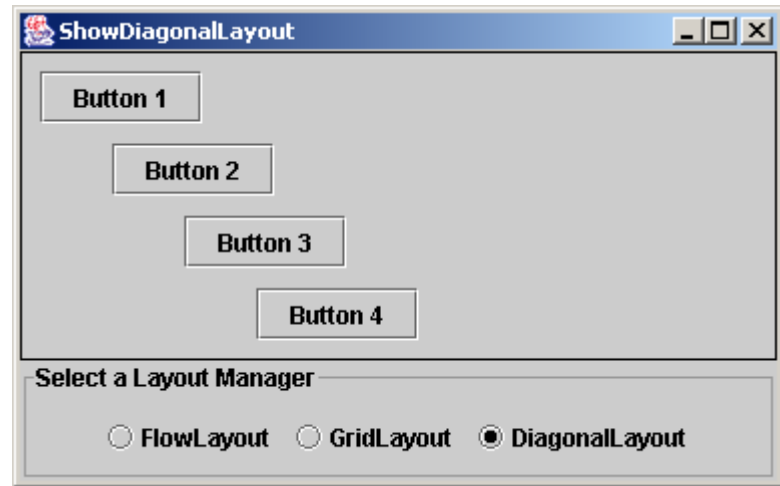 ShowDiagonalLayout
Button 1
Button 2
Button 3
Button 4
Select a Layout Manager
FlowLayout GridLayout DiagonalLayout